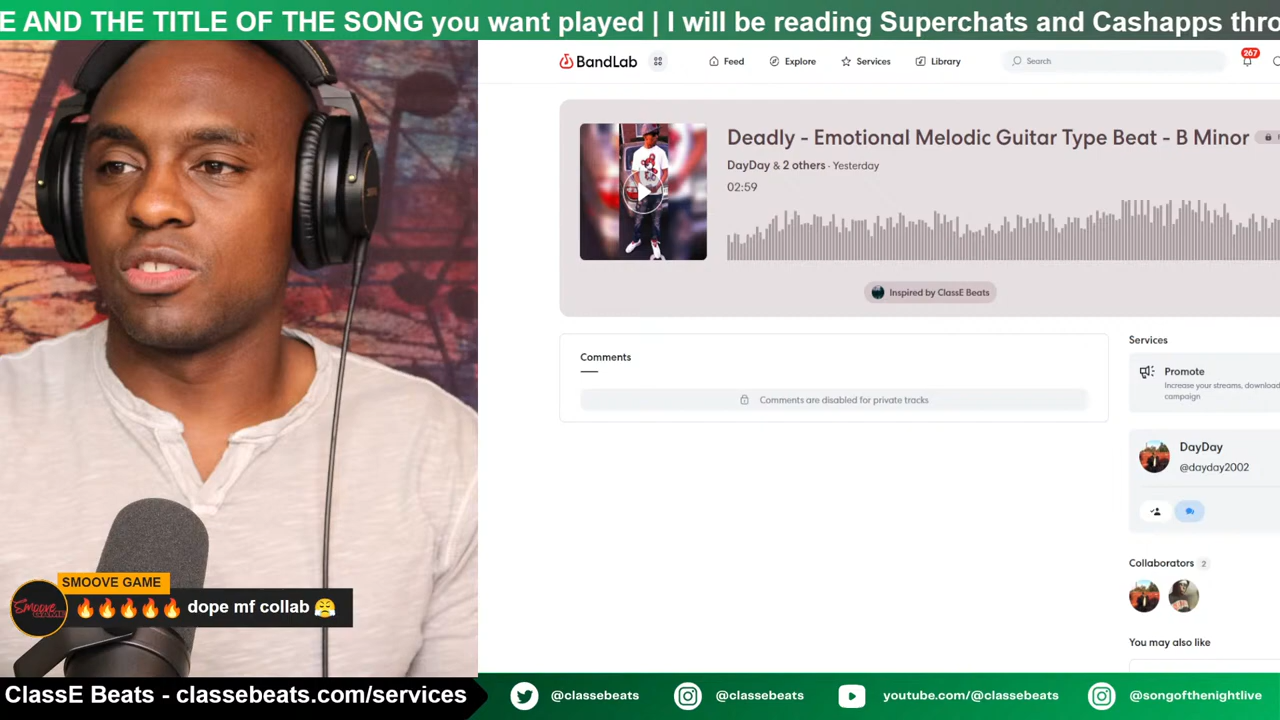 E AND THE TITLE OF THE SONG you want played | I will be reading Superchats and Cashapps thro
BandLab
Feed
Explore
Services
Library
Search
267
Deadly - Emotional Melodic Guitar Type Beat - B Minor
DayDay & 2 others · Yesterday
02:59
Inspired by ClassE Beats
Comments
Comments are disabled for private tracks
Services
Promote
Increase your streams, download
campaign
DayDay
@dayday2002
Collaborators 2
You may also like
SMOOVE GAME
🔥🔥🔥🔥🔥 dope mf collab 😤
ClassE Beats - classebeats.com/services
@classebeats
@classebeats
youtube.com/@classebeats
@songofthenightlive